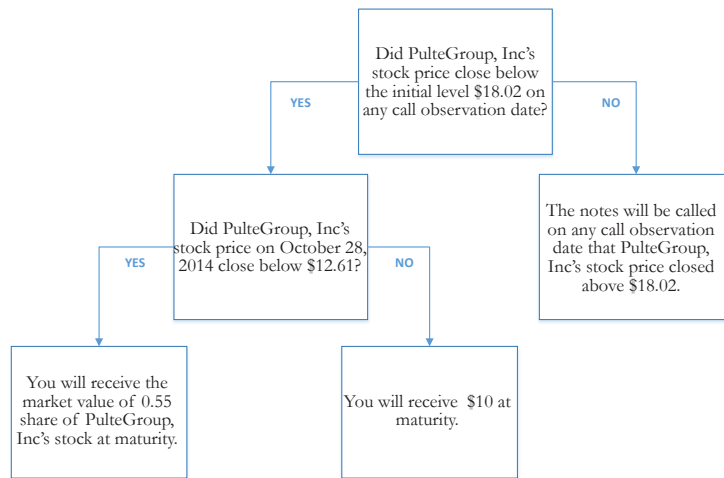 Did PulteGroup, Inc's
stock price close below
the initial level $18.02 on
any call observation date?
YES
NO
Did PulteGroup, Inc's
stock price on October 28,
2014 close below $12.61?
The notes will be called
on any call observation
date that PulteGroup,
Inc's stock price closed
above $18.02.
YES
NO
You will receive the
market value of 0.55
share of PulteGroup,
Inc's stock at maturity.
You will receive $10 at
maturity.